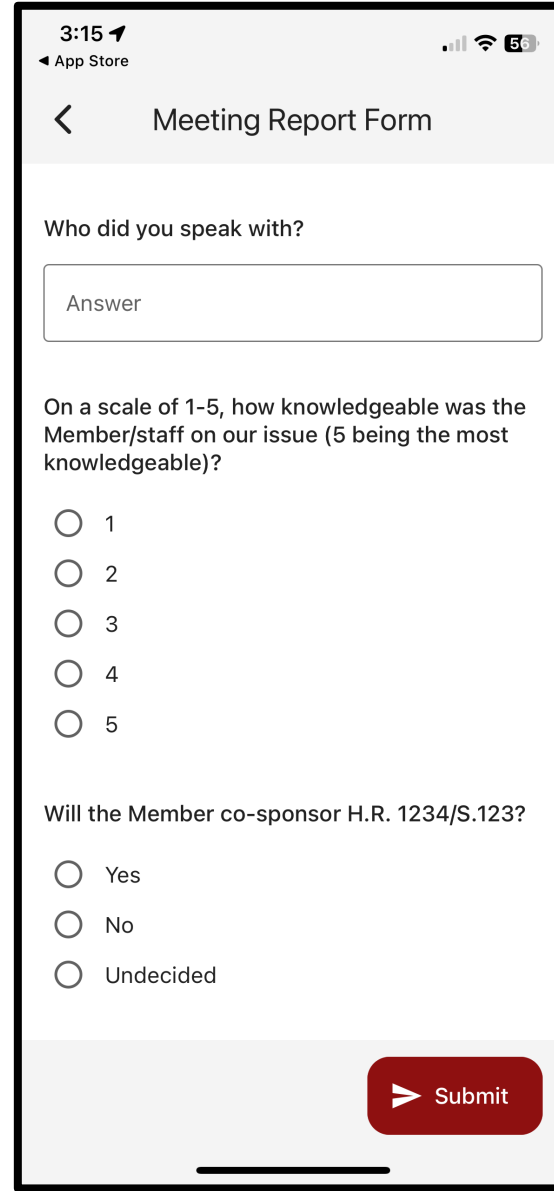 3:15
56
◀ App Store
Meeting Report Form
Who did you speak with?
Answer
On a scale of 1-5, how knowledgeable was the
Member/staff on our issue (5 being the most
knowledgeable)?
1
2
3
4
5
Will the Member co-sponsor H.R. 1234/S.123?
Yes
No
Undecided
Submit